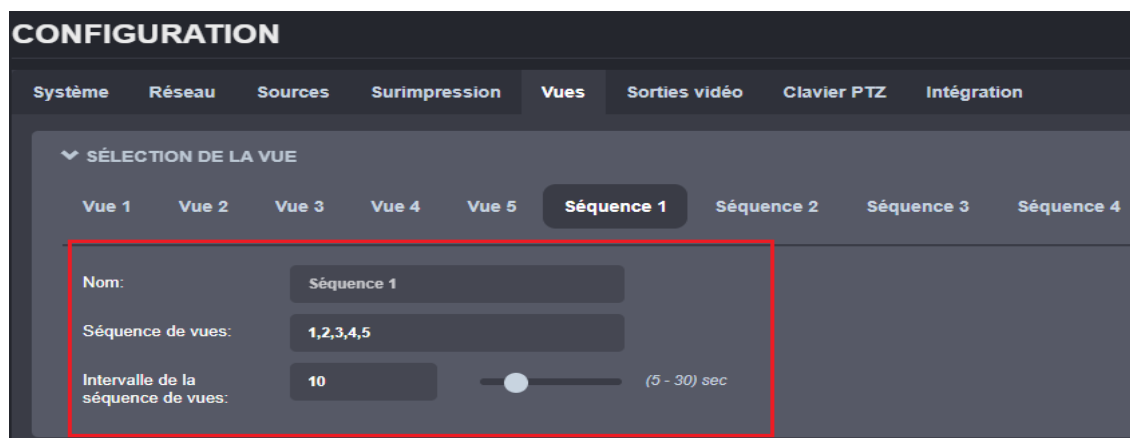 CONFIGURATION
Système Réseau Sources Surimpression Vues Sorties vidéo Clavier PTZ Intégration
SÉLECTION DE LA VUE
Vue 1 Vue 2 Vue 3 Vue 4 Vue 5 Séquence 1 Séquence 2 Séquence 3 Séquence 4
Nom: Séquence 1
Séquence de vues: 1,2,3,4,5
Intervalle de la
séquence de vues: 10 (5 - 30) sec